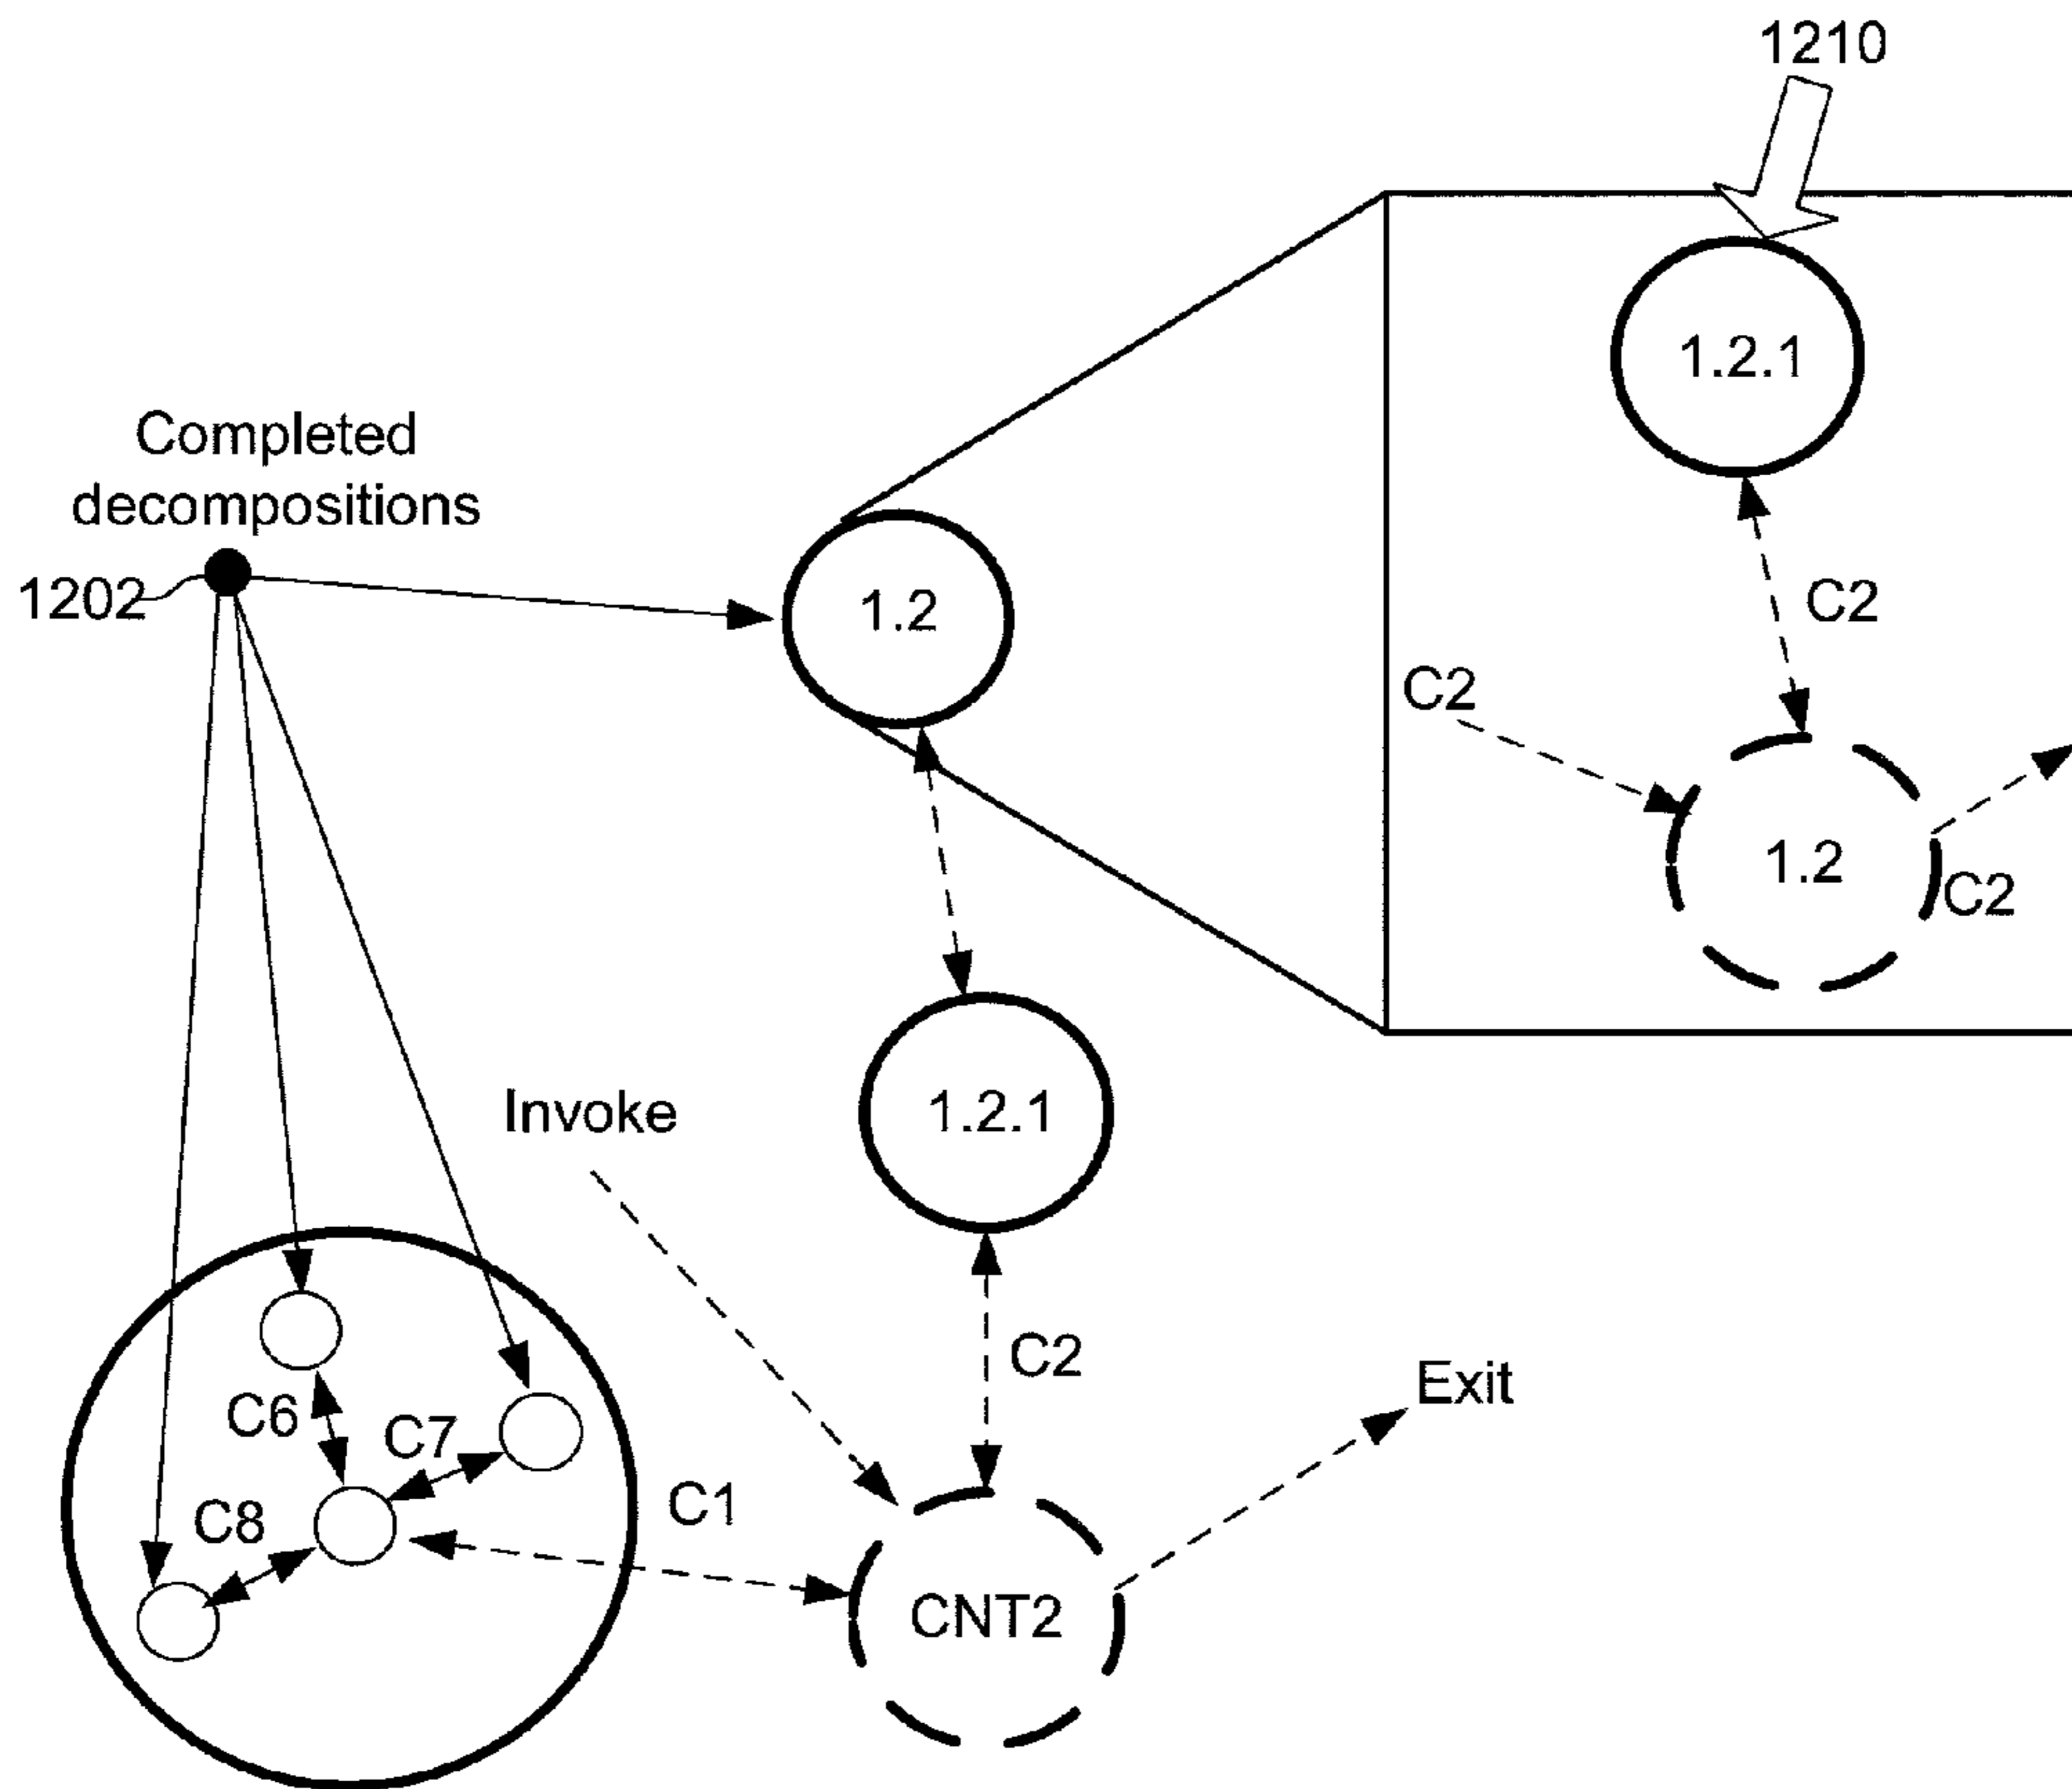 1210
1.2.1
Completed
decompositions
1202
1.2
C2
C2
1.2
C2
1.2.1
Invoke
C2
Exit
C6
C7
C1
C8
CNT2